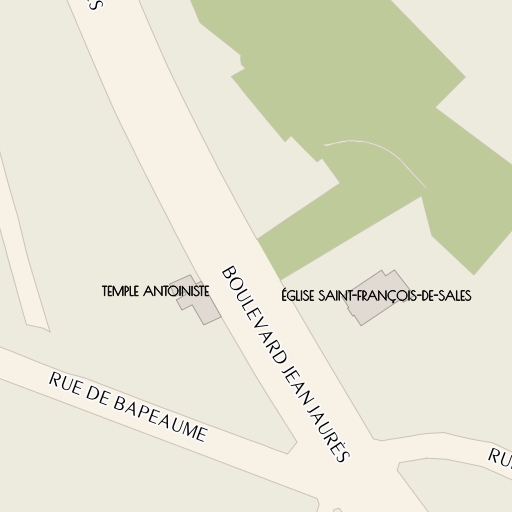 TEMPLE ANTOINISTE
ÉGLISE SAINT-FRANÇOIS-DE-SALES
BOULEVARD JEAN JAURÈS
RUE DE BAPEAUME